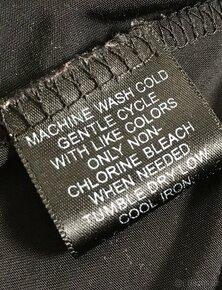 MACHINE WASH COLD
GENTLE CYCLE
WITH LIKE COLORS
ONLY NON-
CHLORINE BLEACH
WHEN NEEDED
TUMBLE DRY LOW
COOL IRON